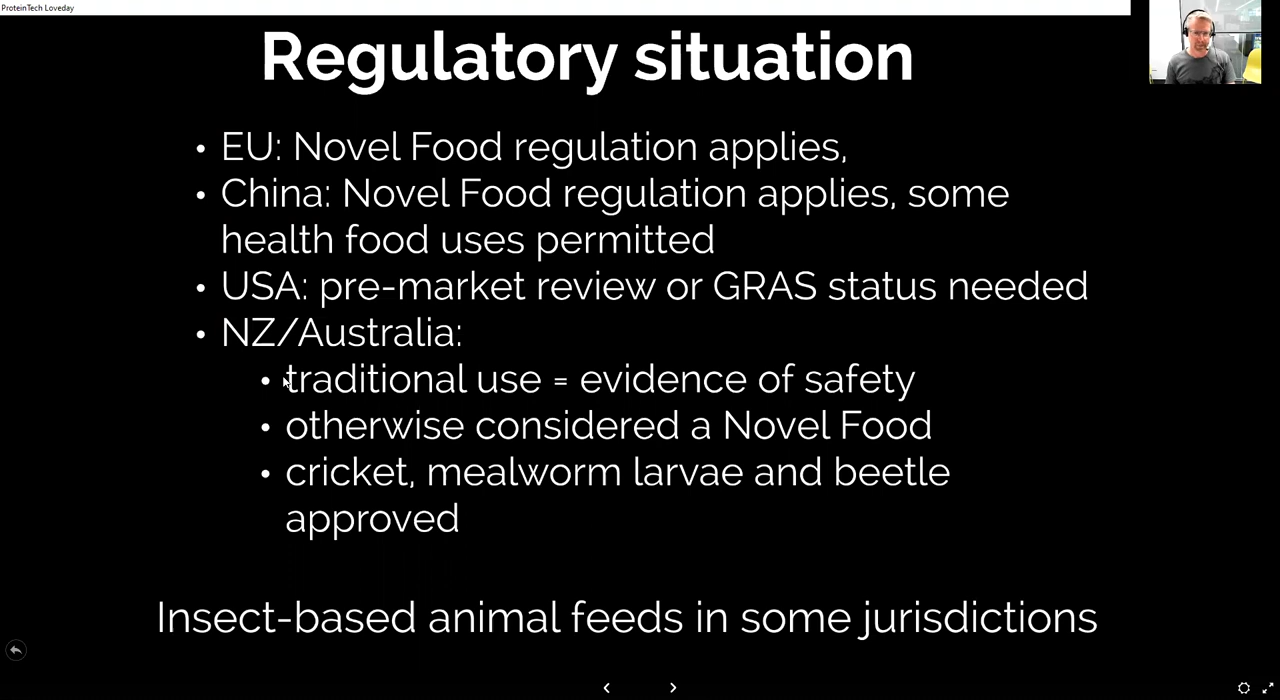 ProteinTech Loveday
Regulatory situation
• EU: Novel Food regulation applies,
• China: Novel Food regulation applies, some
health food uses permitted
• USA: pre-market review or GRAS status needed
• NZ/Australia:
• traditional use = evidence of safety
• otherwise considered a Novel Food
• cricket, mealworm larvae and beetle
approved
Insect-based animal feeds in some jurisdictions